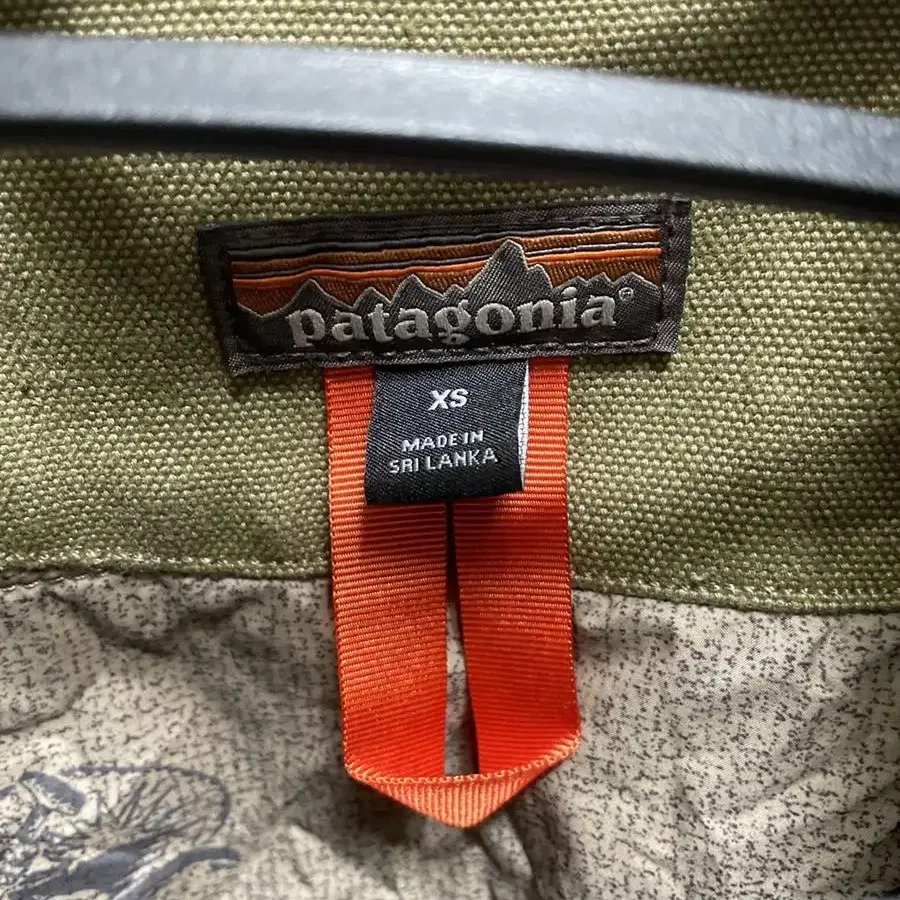 patagonia®
XS
MADE IN
SRI LANKA